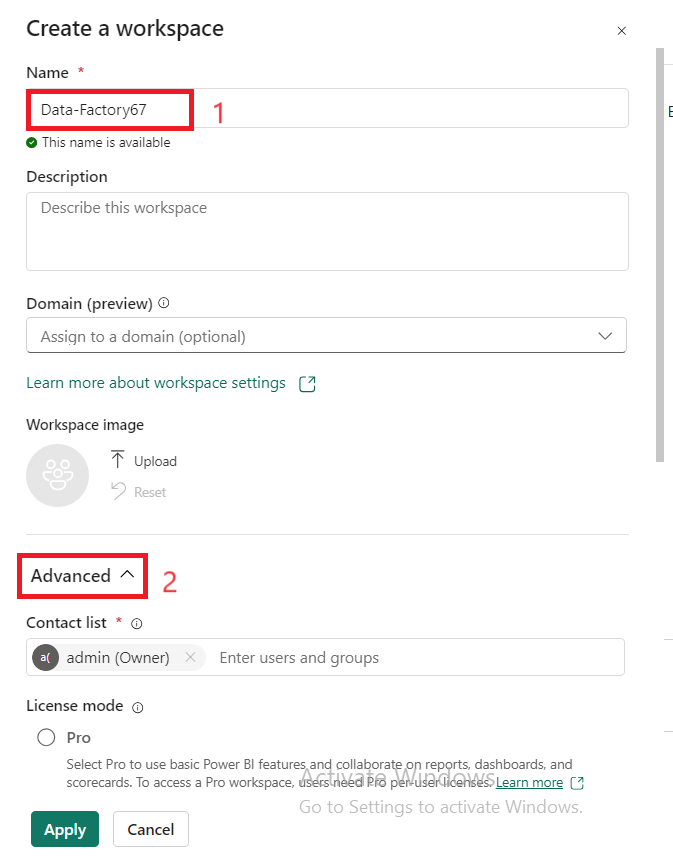 Create a workspace
Name *
Data-Factory67
1
This name is available
Description
Describe this workspace
Domain (preview)
Assign to a domain (optional)
Learn more about workspace settings
Workspace image
Upload
Reset
Advanced
2
Contact list *
a( admin (Owner) Enter users and groups
License mode
Pro
Select Pro to use basic Power BI features and collaborate on reports, dashboards, and
scorecards. To access a Pro workspace, users need Pro per-user licenses. Learn more
Activate Windows
Go to Settings to activate Windows.
Apply Cancel